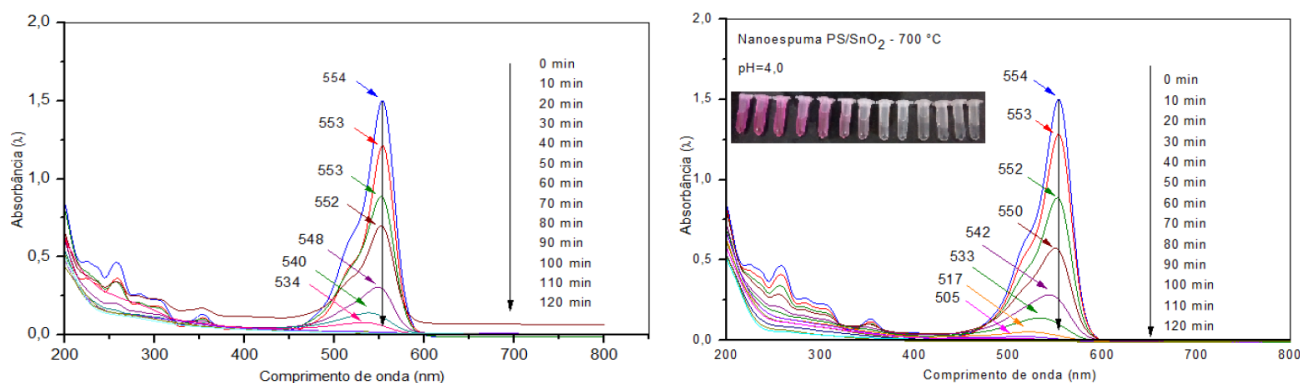 2,0
1,5
1,0
0,5
0,0
Absorbância (λ)
554
553
553
552
548
540
534
0 min
10 min
20 min
30 min
40 min
50 min
60 min
70 min
80 min
90 min
100 min
110 min
120 min
200 300 400 500 600 700 800
Comprimento de onda (nm)
2,0
1,5
1,0
0,5
0,0
Absorbância (λ)
Nanoespuma PS/SnO₂ - 700 °C
pH=4,0
554
553
552
550
542
533
517
505
0 min
10 min
20 min
30 min
40 min
50 min
60 min
70 min
80 min
90 min
100 min
110 min
120 min
200 300 400 500 600 700 800
Comprimento de onda (nm)